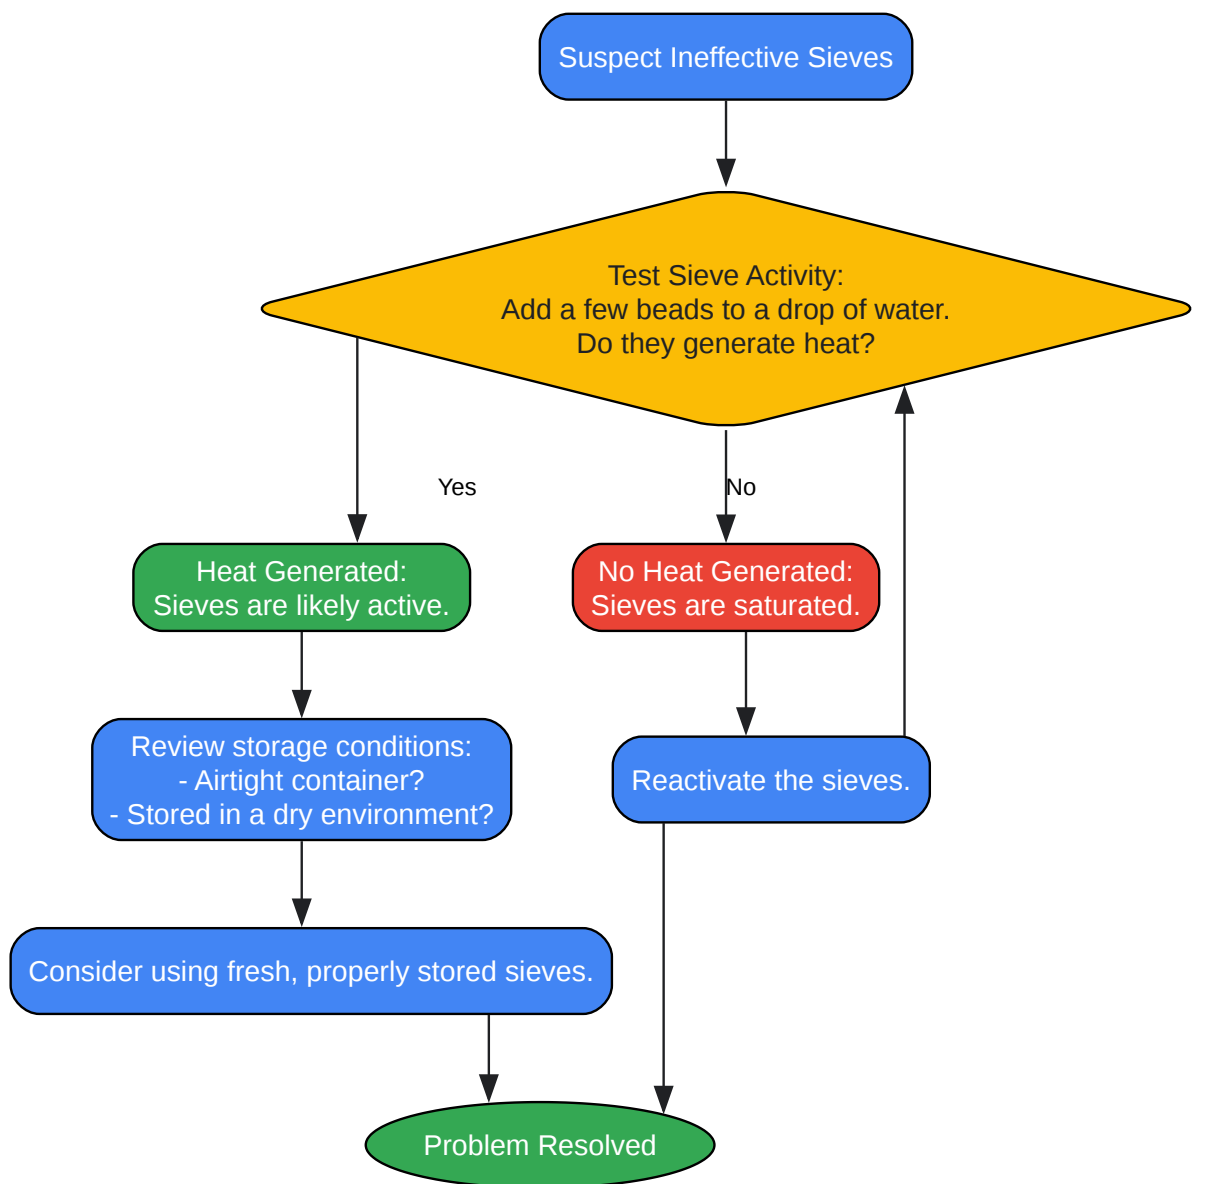 Suspect Ineffective Sieves
Test Sieve Activity:
Add a few beads to a drop of water.
Do they generate heat?
Yes
No
Heat Generated:
Sieves are likely active.
No Heat Generated:
Sieves are saturated.
Review storage conditions:
- Airtight container?
- Stored in a dry environment?
Reactivate the sieves.
Consider using fresh, properly stored sieves.
Problem Resolved